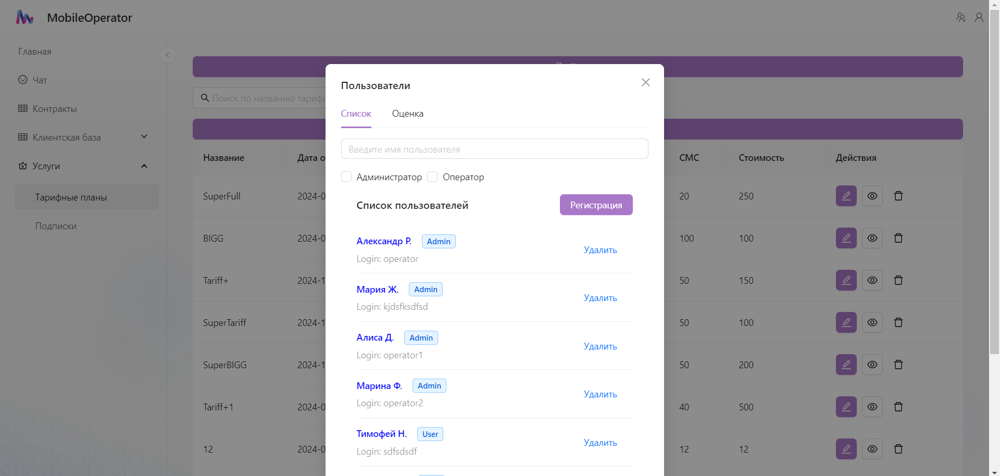 MobileOperator
Главная
Чат
Контракты
Клиентская база
Услуги
Тарифные планы
Подписки
Поиск по названию тариф
Название
Дата о
СМС
Стоимость
Действия
SuperFull
2024-0
20
250
BIGG
2024-0
100
100
Tariff+
2024-1
50
150
SuperTariff
2024-1
50
100
SuperBIGG
2024-1
50
200
Tariff+1
2024-0
40
500
12
2024-0
12
12
Пользователи
Список
Оценка
Введите имя пользователя
Администратор
Оператор
Список пользователей
Регистрация
Александр Р.
Admin
Login: operator
Удалить
Мария Ж.
Admin
Login: kjdsfksdfsd
Удалить
Алиса Д.
Admin
Login: operator1
Удалить
Марина Ф.
Admin
Login: operator2
Удалить
Тимофей Н.
User
Login: sdfsdsdf
Удалить